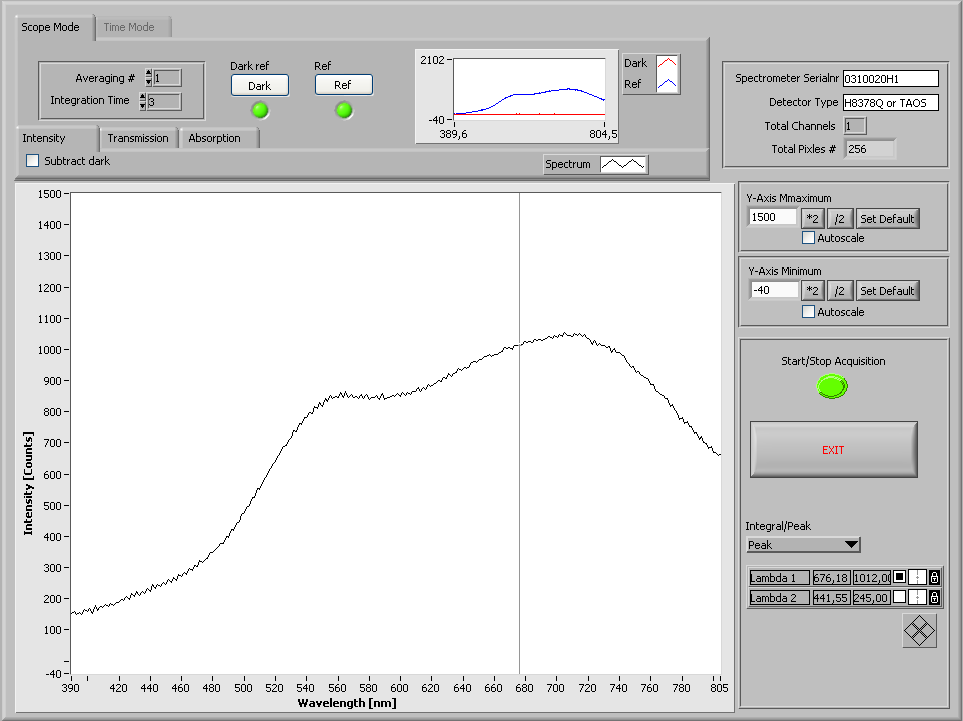 Scope Mode
Time Mode
Averaging # 1
Integration Time 3
Dark ref
Dark
Ref
Ref
2102
-40
389,6
804,5
Dark
Ref
Spectrometer Serialnr 0310020H1
Detector Type H8378Q or TAOS
Total Channels 1
Total Pixles # 256
Intensity
Transmission
Absorption
Subtract dark
Spectrum
Y-Axis Mmaximum
1500 *2 /2 Set Default
Autoscale
Y-Axis Minimum
-40 *2 /2 Set Default
Autoscale
Start/Stop Acquisition
EXIT
Integral/Peak
Peak
Lambda 1 676,18 1012,00
Lambda 2 441,55 245,00
Intensity [Counts]
1500
1400
1300
1200
1100
1000
900
800
700
600
500
400
300
200
100
-40
390 420 440 460 480 500 520 540 560 580 600 620 640 660 680 700 720 740 760 780 805
Wavelength [nm]